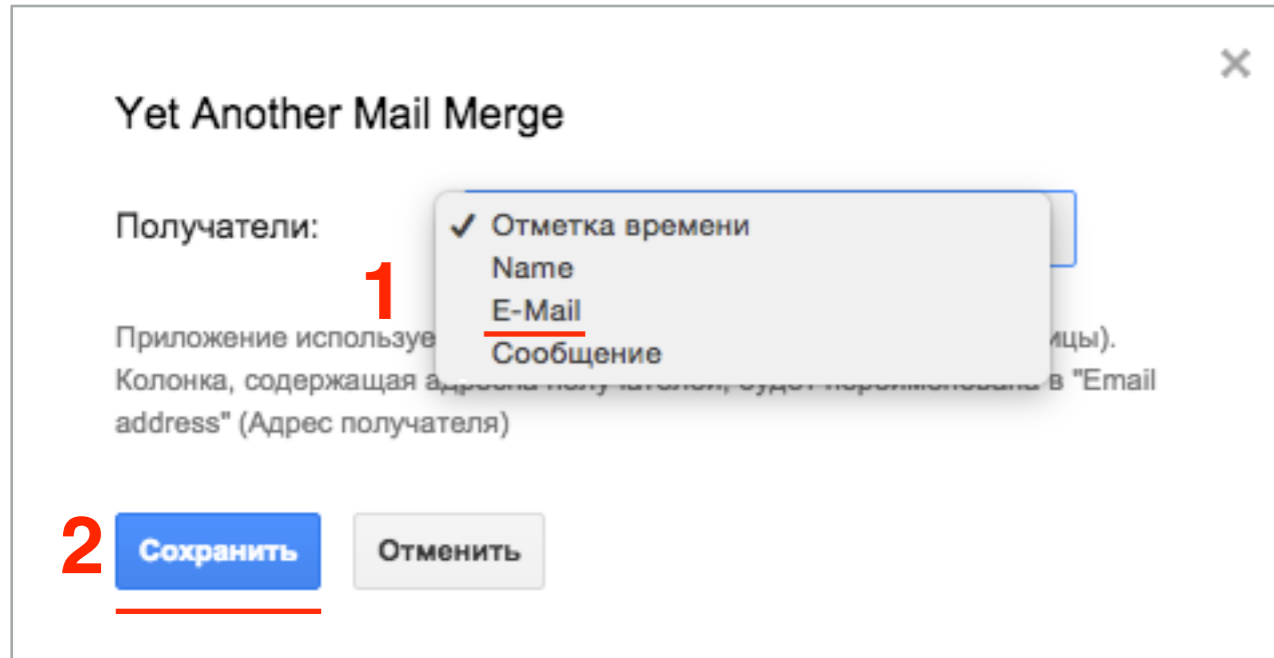 Yet Another Mail Merge
Получатели:
✓ Отметка времени
Name
1
E-Mail
Сообщение
Приложение используе ицы).
Колонка, содержащая в "Email
address" (Адрес получателя)
2
Сохранить
Отменить